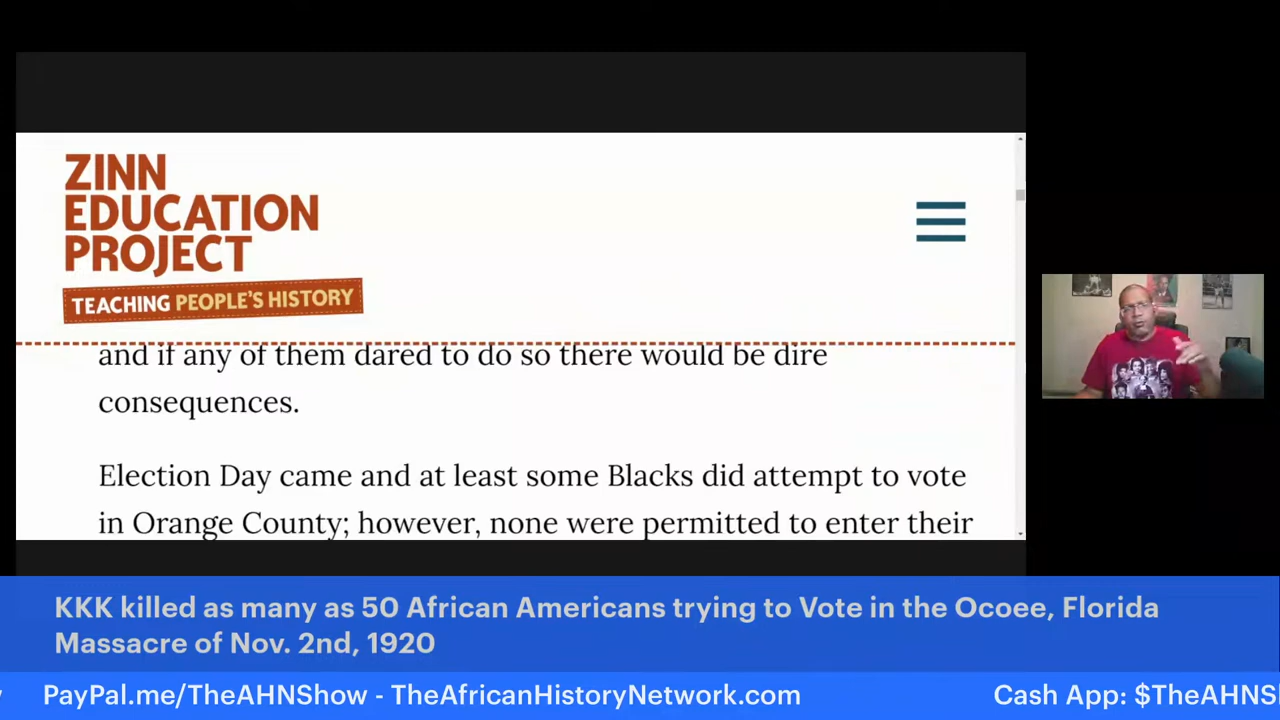 ZINN
EDUCATION
PROJECT
TEACHING PEOPLE'S HISTORY
and if any of them dared to do so there would be dire
consequences.
Election Day came and at least some Blacks did attempt to vote
in Orange County; however, none were permitted to enter their
KKK killed as many as 50 African Americans trying to Vote in the Ocoee, Florida
Massacre of Nov. 2nd, 1920
PayPal.me/TheAHNShow - TheAfricanHistoryNetwork.com Cash App: $TheAHNS